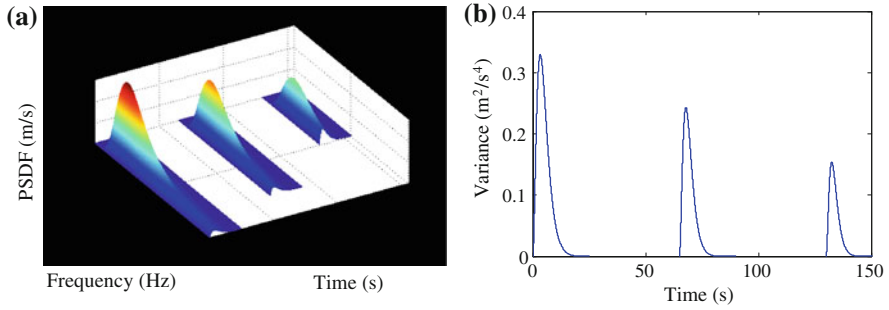 (a)
PSDF (m/s)
Frequency (Hz)
Time (s)
(b)
Variance (m²/s⁴)
0.4
0.3
0.2
0.1
0
0
50
100
150
Time (s)